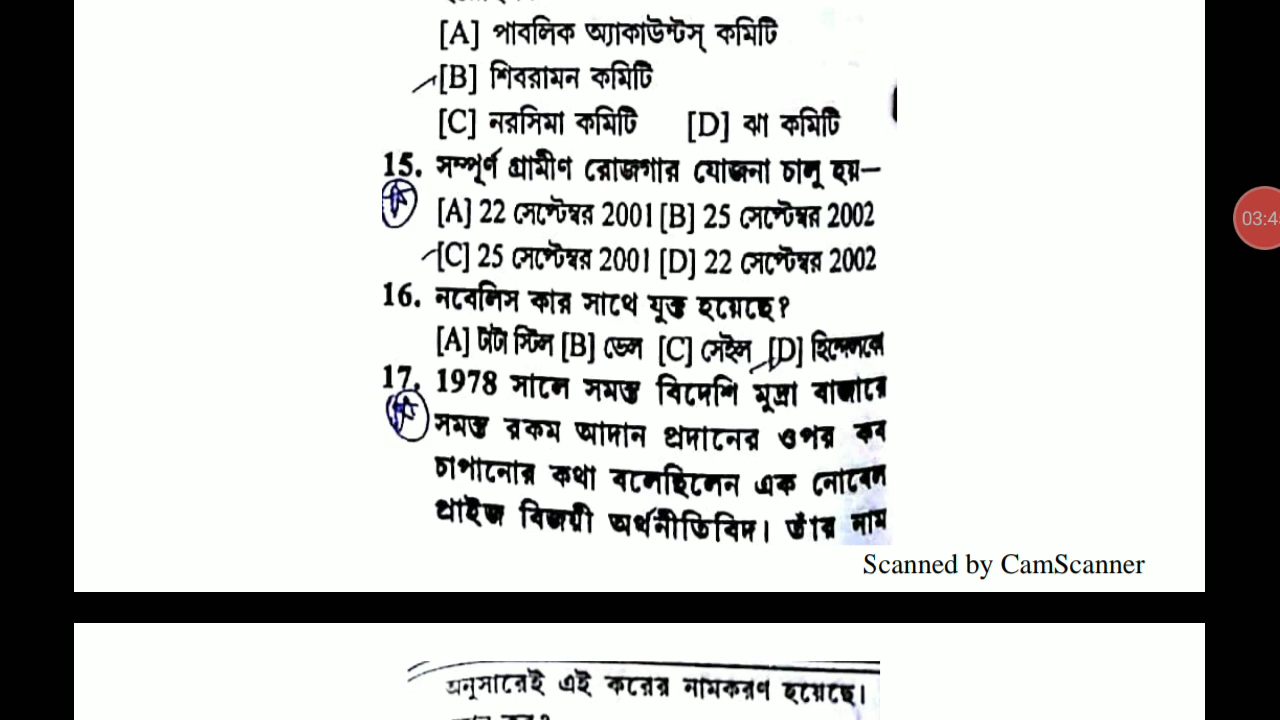 [A] পাবলিক অ্যাকাউন্টস্ কমিটি
[B] শিবরামন কমিটি
[C] নরসিমা কমিটি [D] ঝা কমিটি
15. সম্পূর্ণ গ্রামীণ রোজগার যোজনা চালু হয়—
[A] 22 সেপ্টেম্বর 2001 [B] 25 সেপ্টেম্বর 2002
[C] 25 সেপ্টেম্বর 2001 [D] 22 সেপ্টেম্বর 2002
16. নবেলিস কার সাথে যুক্ত হয়েছে?
[A] টাটা স্টিল [B] ডেল [C] সেইল [D]
17. 1978 সালে সমস্ত বিদেশি মুদ্রা বাজারে
সমস্ত রকম আদান প্রদানের ওপর কর
চাপানোর কথা বলেছিলেন এক নোবেল
প্রাইজ বিজয়ী অর্থনীতিবিদ। তাঁর নাম
Scanned by CamScanner
অনুসারেই এই করের নামকরণ হয়েছে।
03:4